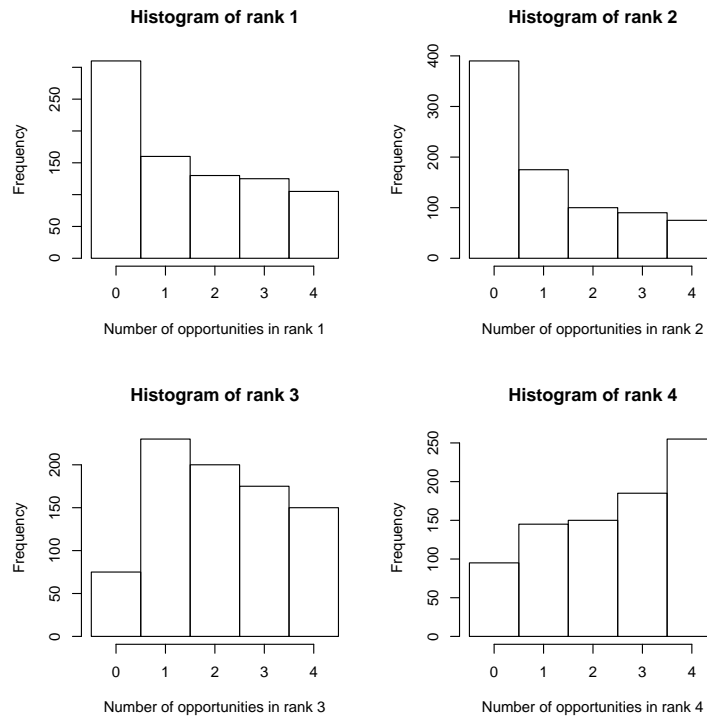 Histogram of rank 1
Frequency
0
50
150
250
0 1 2 3 4
Number of opportunities in rank 1
Histogram of rank 2
Frequency
0
100
200
300
400
0 1 2 3 4
Number of opportunities in rank 2
Histogram of rank 3
Frequency
0
50
100
150
200
0 1 2 3 4
Number of opportunities in rank 3
Histogram of rank 4
Frequency
0
50
100
150
200
250
0 1 2 3 4
Number of opportunities in rank 4